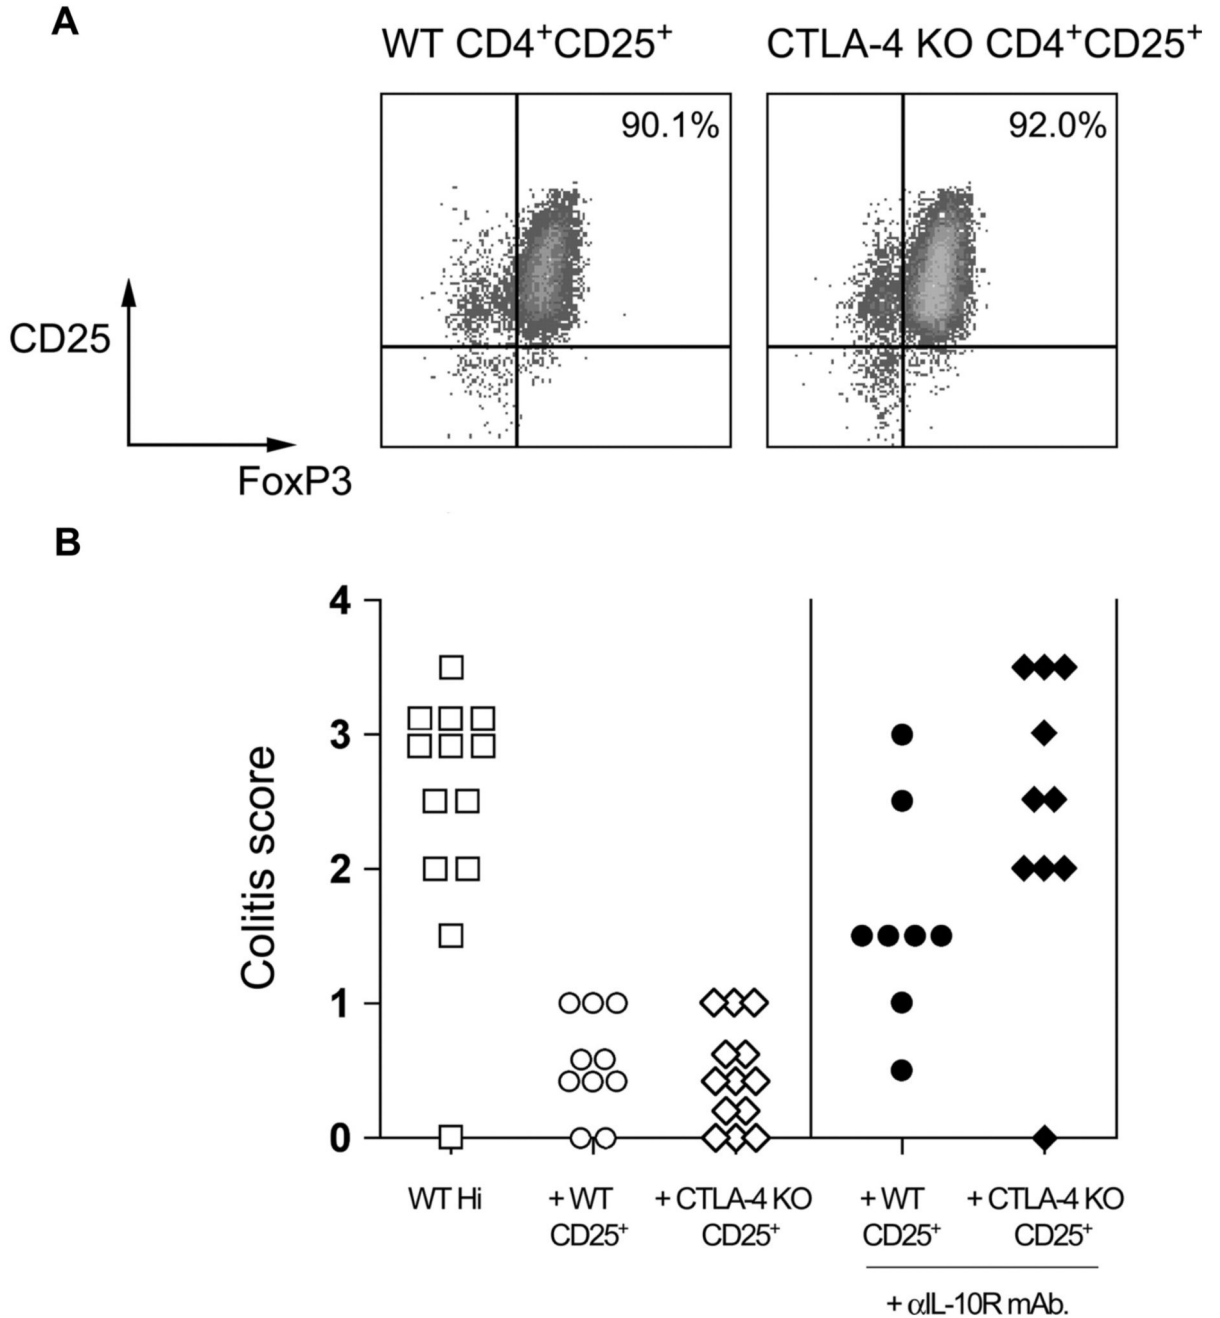 A
WT CD4⁺CD25⁺ CTLA-4 KO CD4⁺CD25⁺
90.1% 92.0%
CD25
FoxP3
B
4
3
2
1
0
Colitis score
WT Hi + WT + CTLA-4 KO + WT + CTLA-4 KO
CD25⁺ CD25⁺ CD25⁺ CD25⁺
+ αIL-10R mAb.